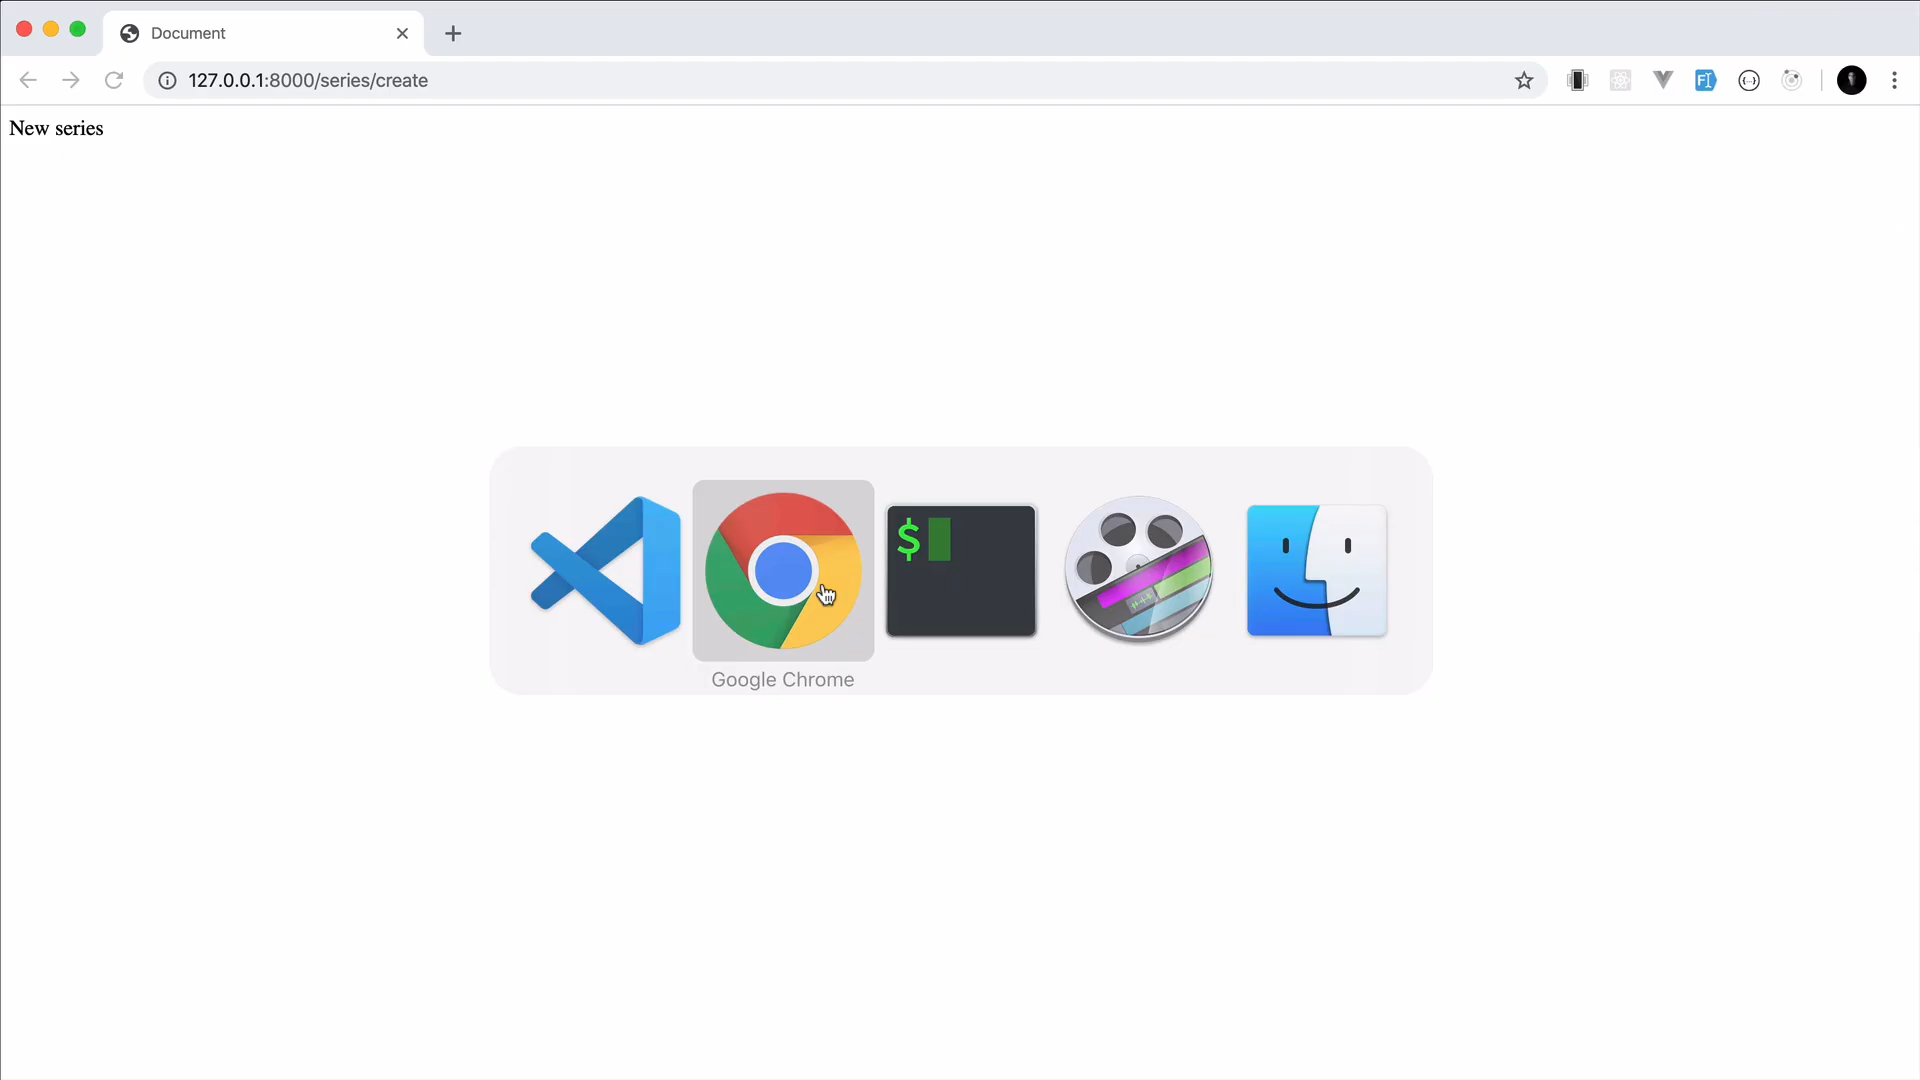 Document
127.0.0.1:8000/series/create
New series
$
Google Chrome